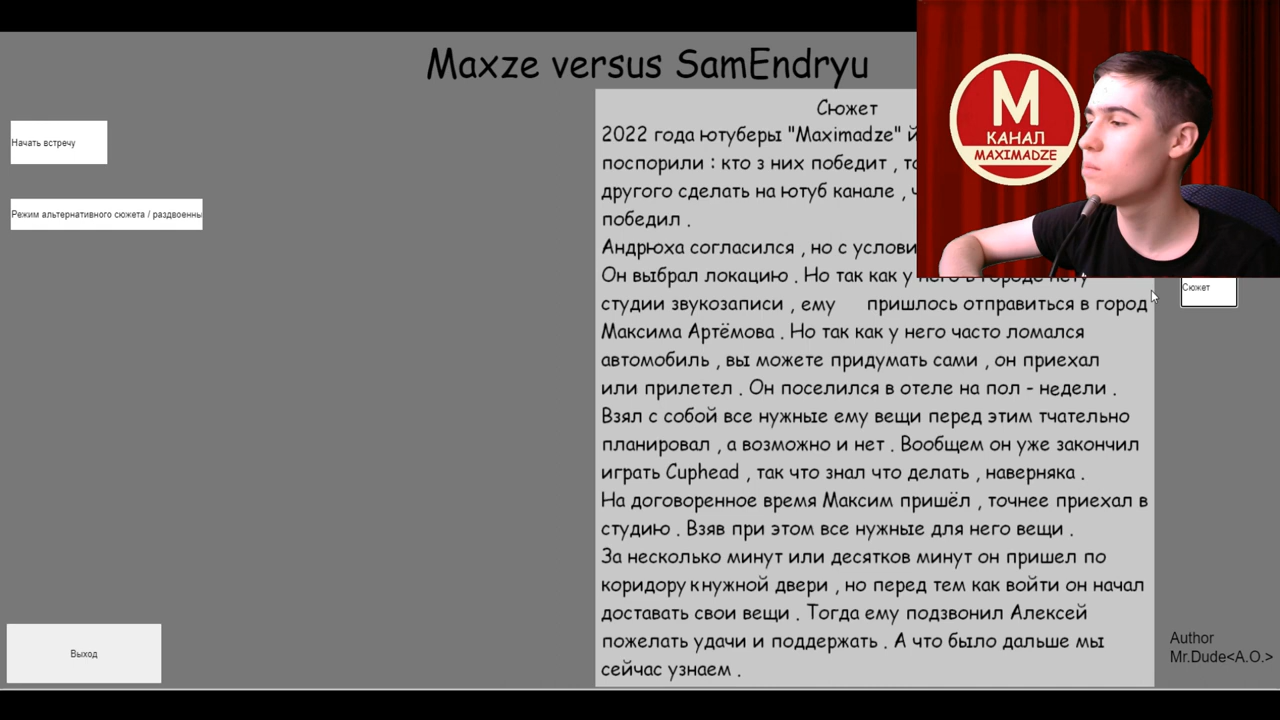 Maxze versus SamEndryu
М
КАНАЛ
MAXIMADZE
Начать встречу
Режим альтернативного сюжета / раздвоены
Сюжет
2022 года ютуберы "Maximadze" й
поспорили : кто з них победит , т
другого сделать на ютуб канале ,
победил .
Андрюха согласился , но с услови
Он выбрал локацию . Но так как у него в городе нету
студии звукозаписи , ему пришлось отправиться в город
Максима Артёмова . Но так как у него часто ломался
автомобиль , вы можете придумать сами , он приехал
или прилетел . Он поселился в отеле на пол - недели .
Взял с собой все нужные ему вещи перед этим тчательно
планировал , а возможно и нет . Вообщем он уже закончил
играть Cuphead , так что знал что делать , наверняка .
На договоренное время Максим пришёл , точнее приехал в
студию . Взяв при этом все нужные для него вещи .
За несколько минут или десятков минут он пришел по
коридору к нужной двери , но перед тем как войти он начал
доставать свои вещи . Тогда ему подзвонил Алексей
пожелать удачи и поддержать . А что было дальше мы
сейчас узнаем .
Сюжет
Выход
Author
Mr.Dude<A.O.>